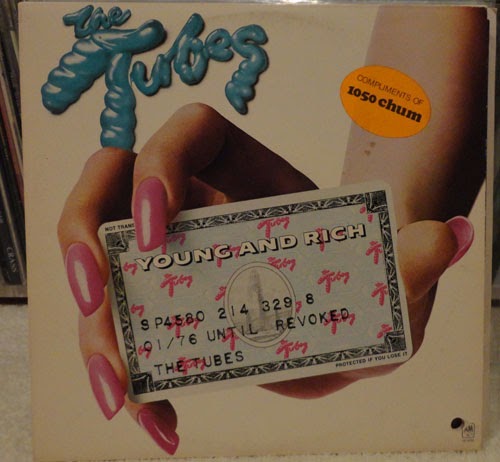 the
Tubes
COMPLIMENTS OF
1050 chum
NOT TRANS
YOUNG AND RICH
SP4580 214 329 8
01/76 UNTIL REVOKED
THE TUBES
PROTECTED IF YOU LOSE IT
A&M
CRASS